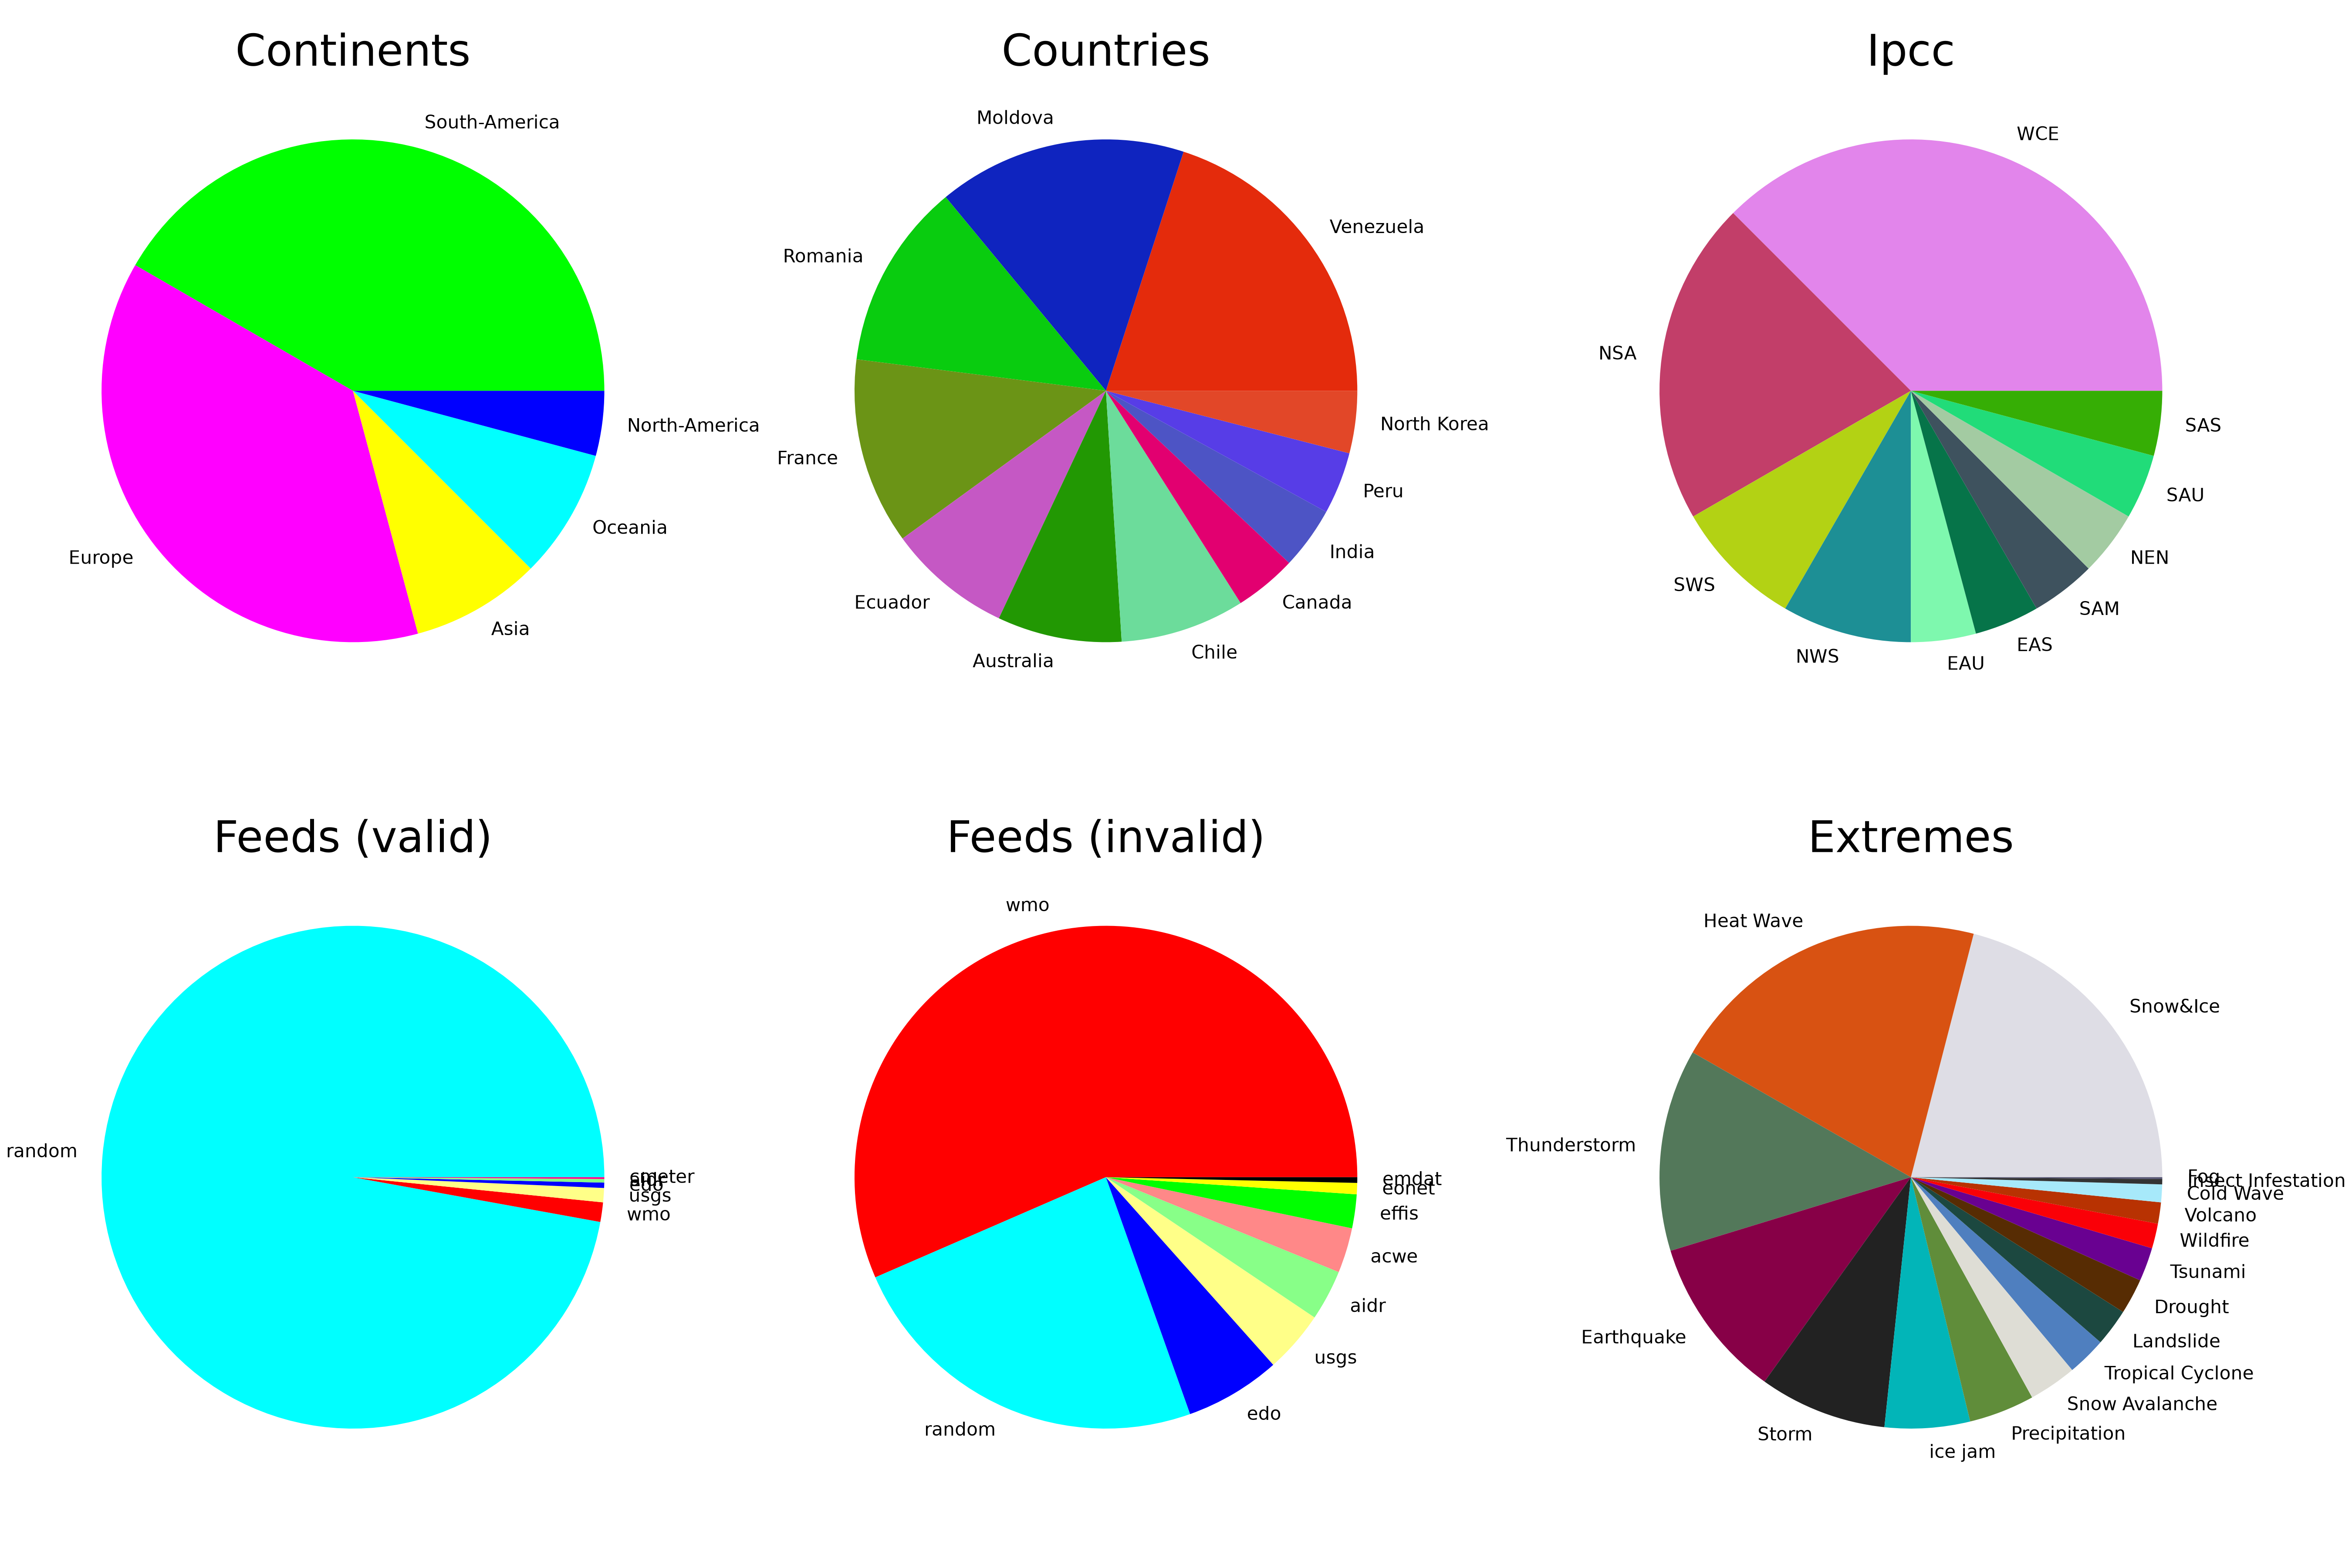 Continents
South-America
North-America
Oceania
Asia
Europe
Countries
Moldova
Venezuela
Romania
North Korea
France
Peru
India
Ecuador
Canada
Australia
Chile
Ipcc
WCE
NSA
SAS
SAU
NEN
SWS
SAM
EAS
NWS
EAU
Feeds (valid)
random
usgs
wmo
Feeds (invalid)
wmo
emdat
eonet
effis
acwe
aidr
usgs
edo
random
Extremes
Heat Wave
Snow&Ice
Thunderstorm
Fog
Insect Infestation
Cold Wave
Volcano
Wildfire
Tsunami
Drought
Earthquake
Landslide
Tropical Cyclone
Snow Avalanche
Storm
Precipitation
ice jam